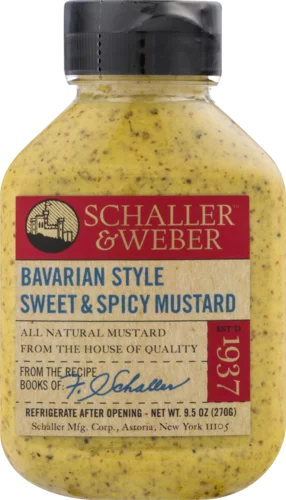 SCHALLER
& WEBER
BAVARIAN STYLE
SWEET & SPICY MUSTARD
ALL NATURAL MUSTARD
FROM THE HOUSE OF QUALITY
EST'D
1937
FROM THE RECIPE
BOOKS OF: F. Schaller
REFRIGERATE AFTER OPENING - NET WT. 9.5 OZ (270G)
Schaller Mfg. Corp., Astoria, New York 11105